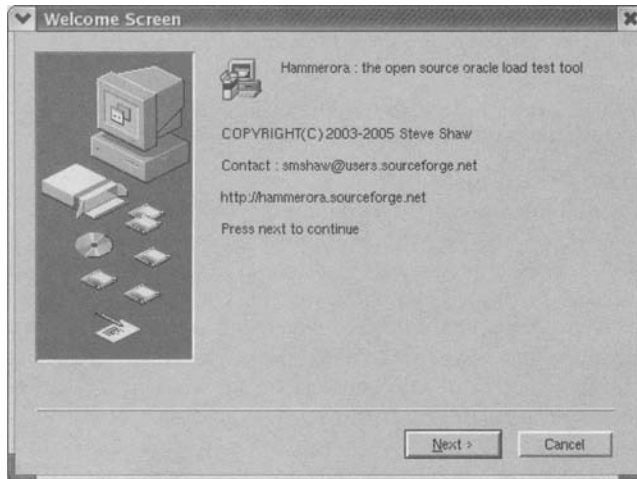 Welcome Screen
Hammerora : the open source oracle load test tool
COPYRIGHT(C) 2003-2005 Steve Shaw
Contact : smshaw@users.sourceforge.net
http://hammerora.sourceforge.net
Press next to continue
Next >
Cancel